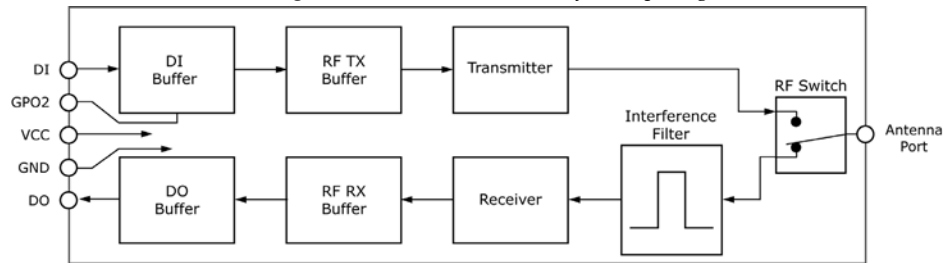 DI
GPO2
VCC
GND
DO
DI
Buffer
RF TX
Buffer
Transmitter
RF Switch
Antenna
Port
Interference
Filter
DO
Buffer
RF RX
Buffer
Receiver